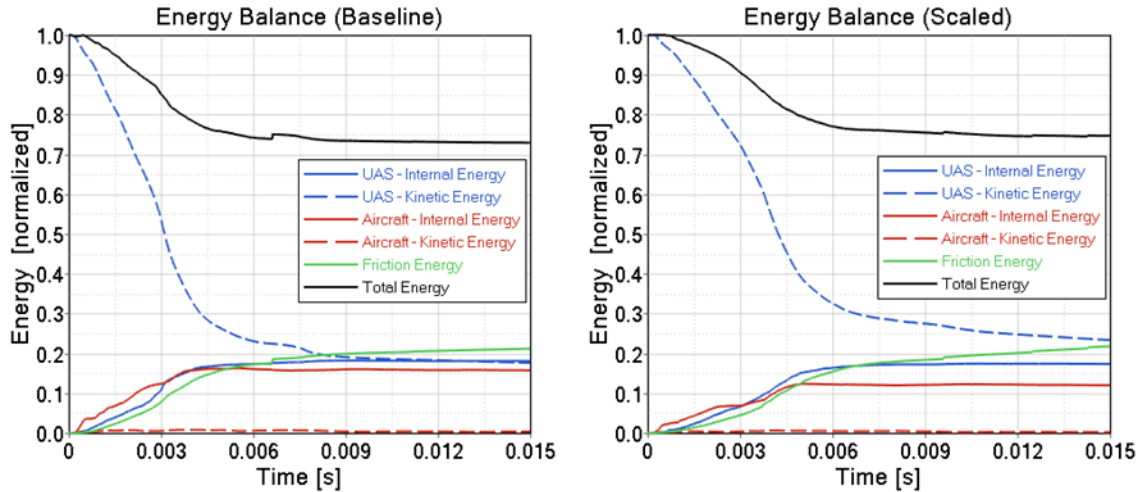 Energy Balance (Baseline)
1.0
0.9
0.8
0.7
0.6
0.5
0.4
0.3
0.2
0.1
0.0
Energy [normalized]
UAS - Internal Energy
UAS - Kinetic Energy
Aircraft - Internal Energy
Aircraft - Kinetic Energy
Friction Energy
Total Energy
0
0.003
0.006
0.009
0.012
0.015
Time [s]
Energy Balance (Scaled)
1.0
0.9
0.8
0.7
0.6
0.5
0.4
0.3
0.2
0.1
0.0
Energy [normalized]
UAS - Internal Energy
UAS - Kinetic Energy
Aircraft - Internal Energy
Aircraft - Kinetic Energy
Friction Energy
Total Energy
0
0.003
0.006
0.009
0.012
0.015
Time [s]